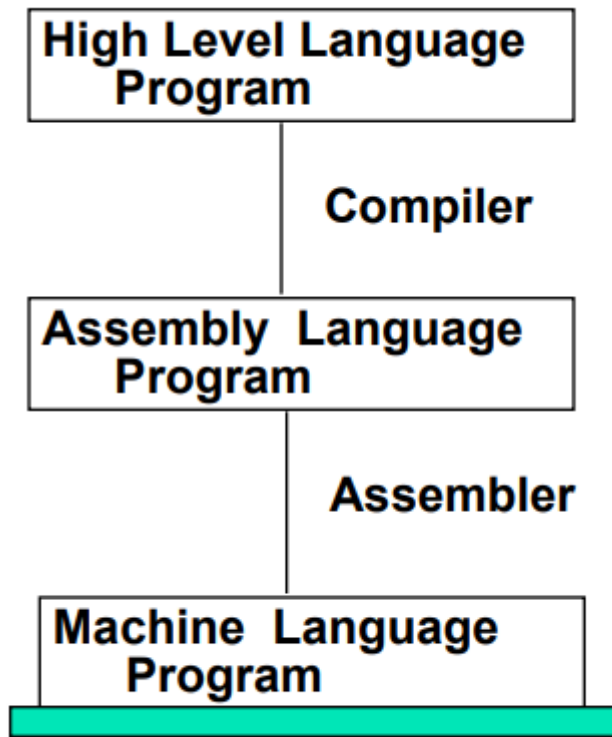 High Level Language
Program
Compiler
Assembly Language
Program
Assembler
Machine Language
Program